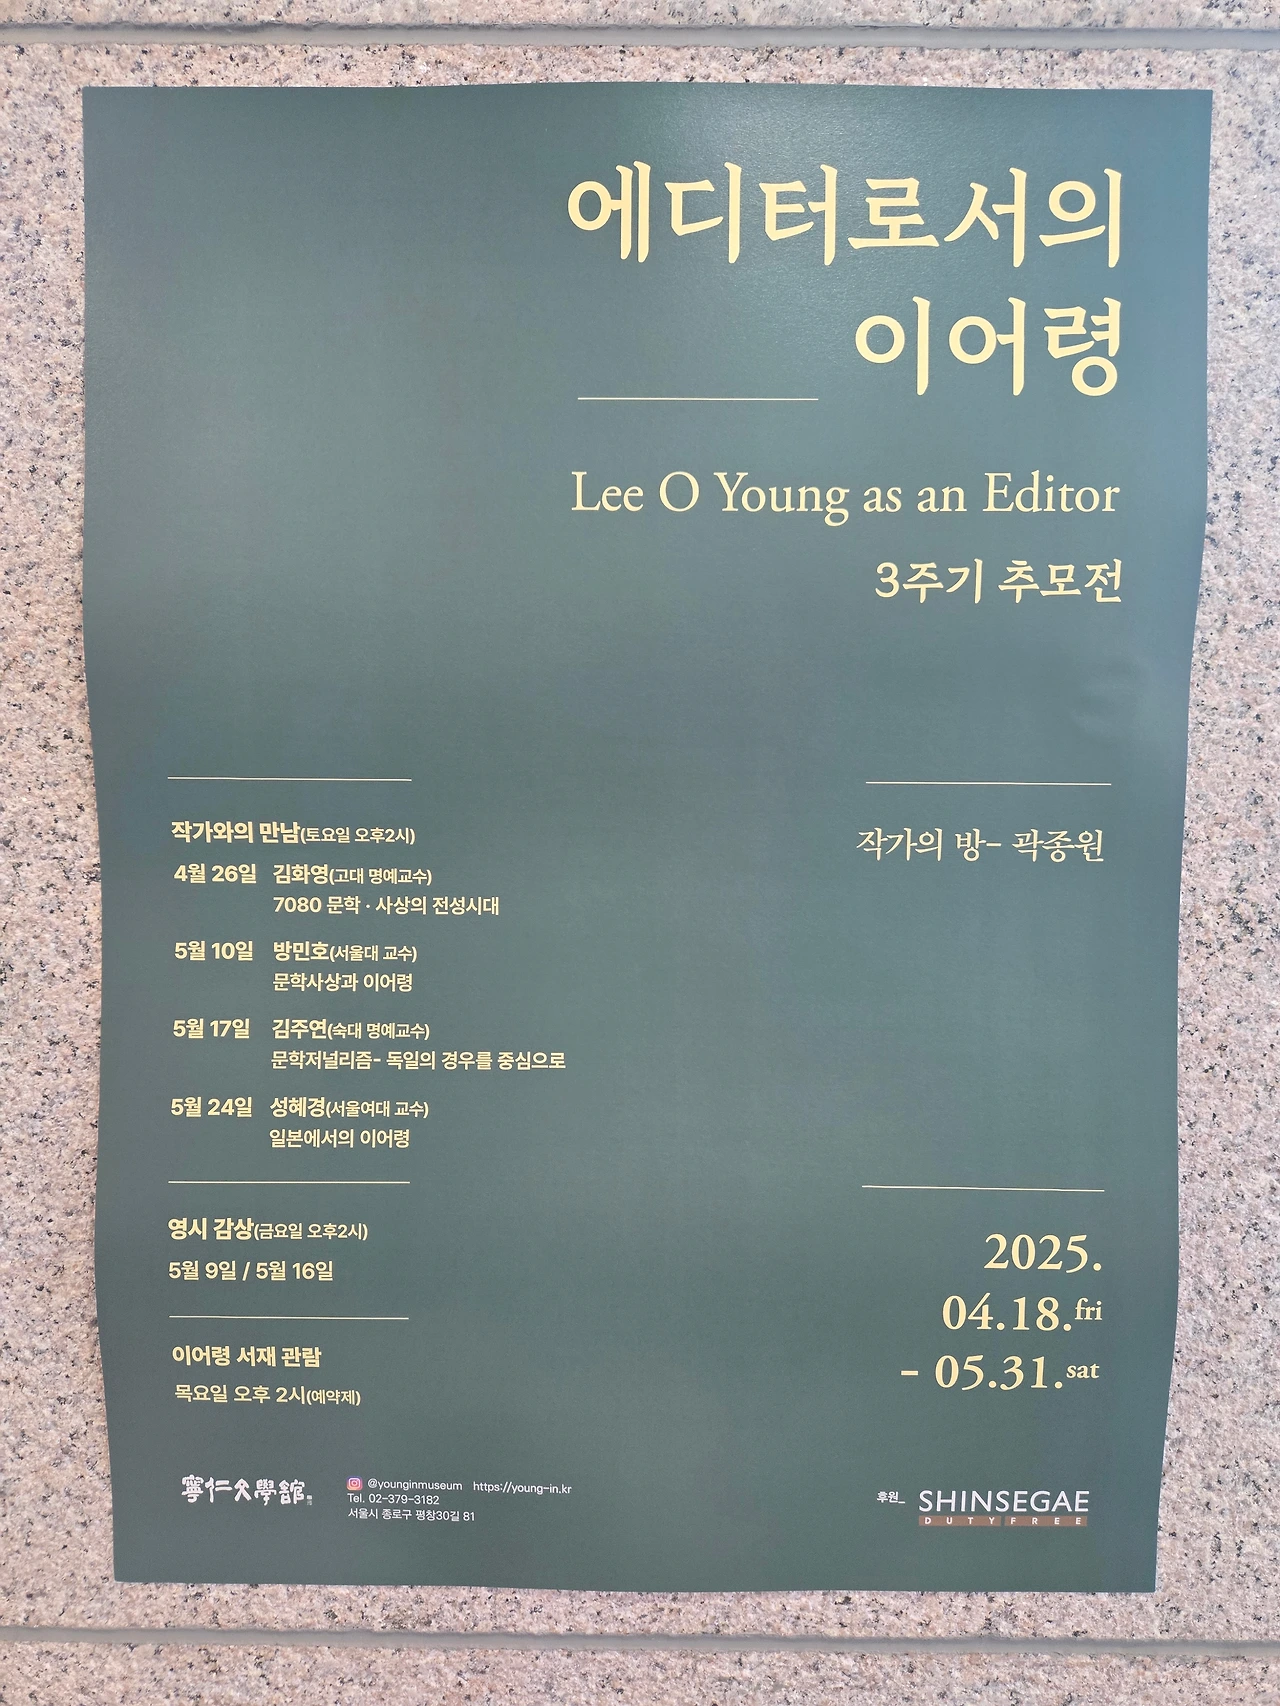 에디터로서의
이어령
Lee O Young as an Editor
3주기 추모전
작가와의 만남(토요일 오후2시)
4월 26일 김화영(고대 명예교수)
7080 문학 · 사상의 전성시대
5월 10일 방민호(서울대 교수)
문학사상과 이어령
5월 17일 김주연(숙대 명예교수)
문학저널리즘- 독일의 경우를 중심으로
5월 24일 성혜경(서울여대 교수)
일본에서의 이어령
영시 감상(금요일 오후2시)
5월 9일 / 5월 16일
이어령 서재 관람
목요일 오후 2시(예약제)
작가의 방- 곽종원
2025.
04.18.fri
- 05.31.sat
寧仁文學館
@younginmuseum https://young-in.kr
Tel. 02-379-3182
서울시 종로구 평창30길 81
후원_ SHINSEGAE
DUTY FREE